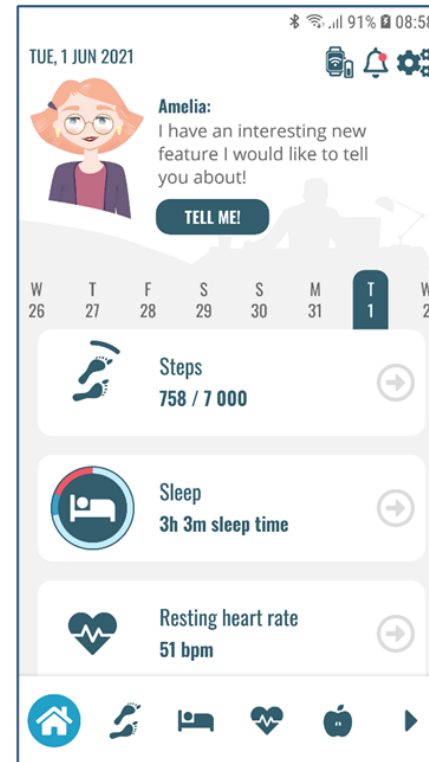 91% 08:58
TUE, 1 JUN 2021
Amelia:
I have an interesting new
feature I would like to tell
you about!
TELL ME!
W T F S S M T W
26 27 28 29 30 31 1 2
Steps
758 / 7 000
Sleep
3h 3m sleep time
Resting heart rate
51 bpm